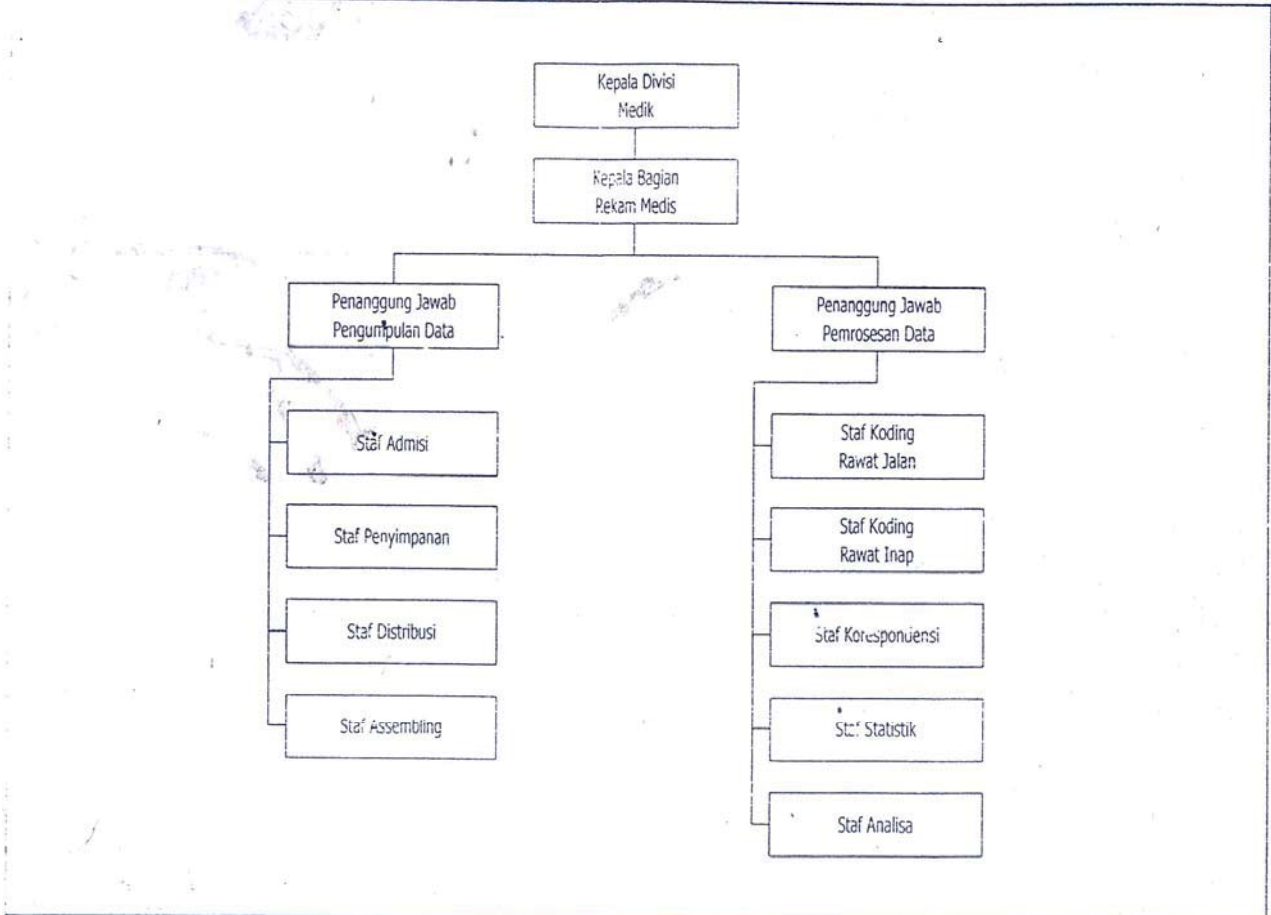 Kepala Divisi
Medik
Kepala Bagian
Rekam Medis
Penanggung Jawab
Pengumpulan Data
Penanggung Jawab
Pemrosesan Data
Staf Admisi
Staf Penyimpanan
Staf Distribusi
Staf Assembling
Staf Koding
Rawat Jalan
Staf Koding
Rawat Inap
Staf Korespondensi
Staf Statistik
Staf Analisa